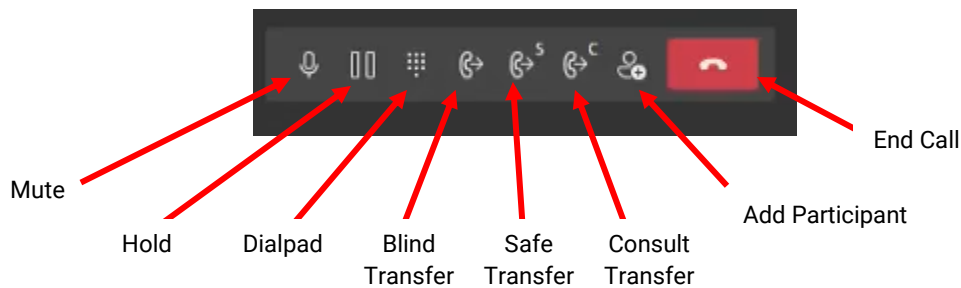 S
C
End Call
Mute
Add Participant
Hold
Dialpad
Blind
Transfer
Safe
Transfer
Consult
Transfer